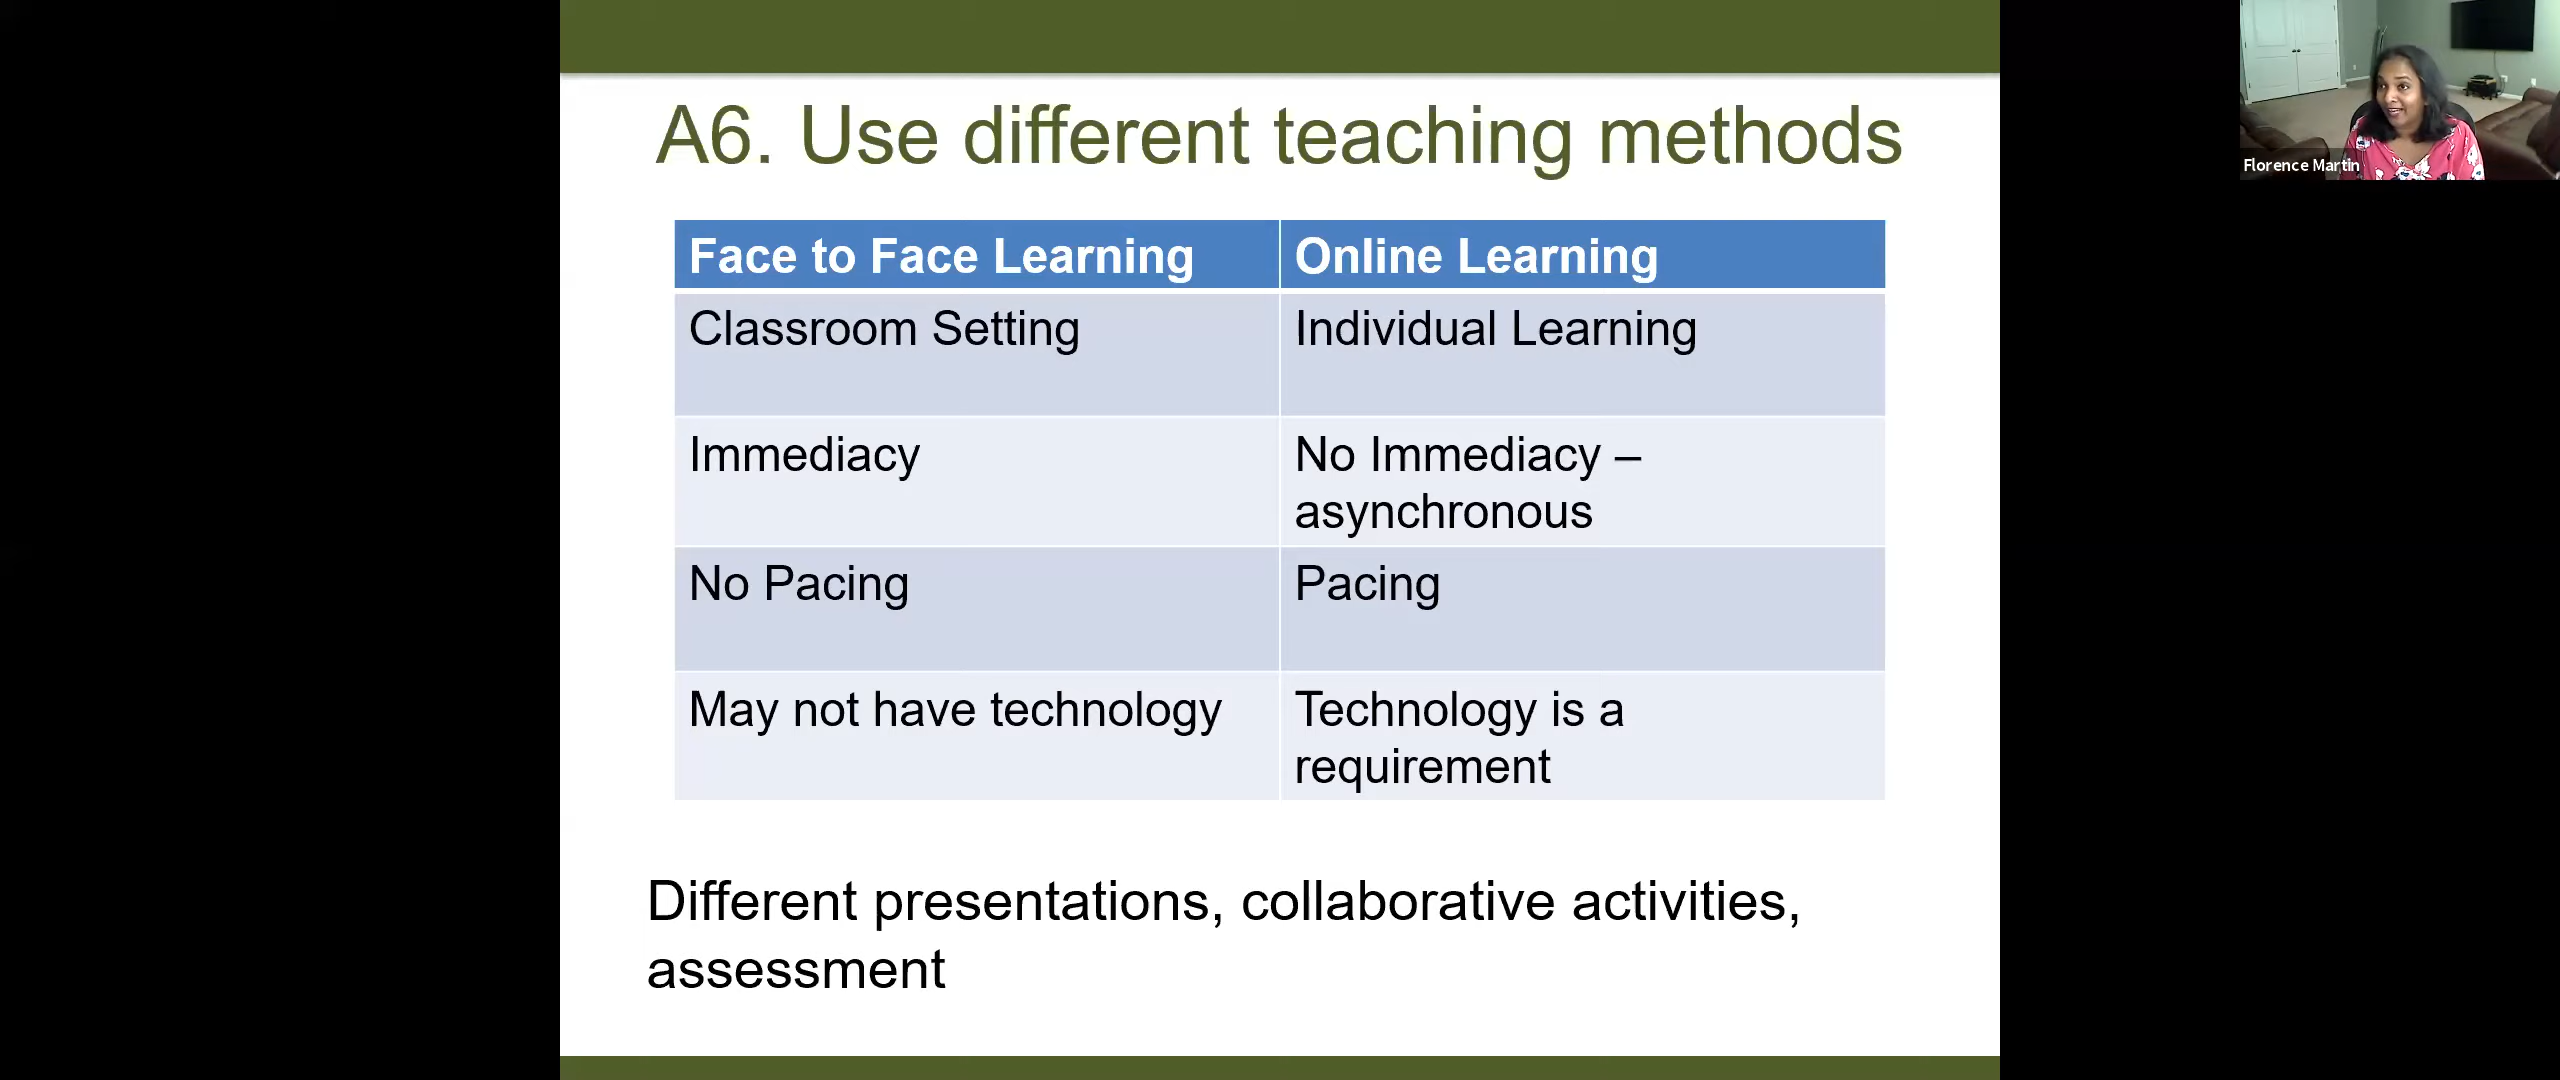 A6. Use different teaching methods
Face to Face Learning
Online Learning
Classroom Setting
Individual Learning
Immediacy
No Immediacy –
asynchronous
No Pacing
Pacing
May not have technology
Technology is a
requirement
Different presentations, collaborative activities,
assessment
Florence Martin